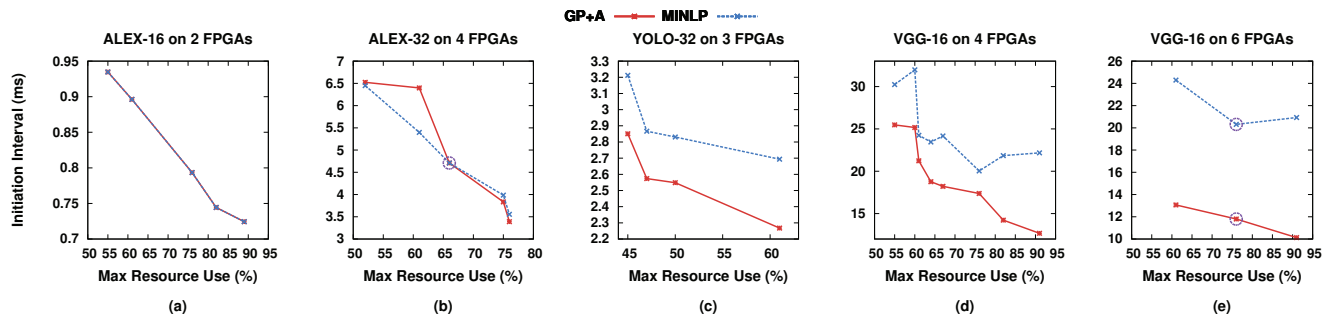 GP+A MINLP
ALEX-16 on 2 FPGAs
Initiation Interval (ms)
0.95
0.9
0.85
0.8
0.75
0.7
55 60 65 70 75 80 85 90 95
Max Resource Use (%)
(a)
ALEX-32 on 4 FPGAs
7
6.5
6
5.5
5
4.5
4
3.5
3
55 60 65 70 75 80
Max Resource Use (%)
(b)
YOLO-32 on 3 FPGAs
3.3
3.2
3.1
3
2.9
2.8
2.7
2.6
2.5
2.4
2.3
2.2
45 50 55 60
Max Resource Use (%)
(c)
VGG-16 on 4 FPGAs
30
25
20
15
55 60 65 70 75 80 85 90 95
Max Resource Use (%)
(d)
VGG-16 on 6 FPGAs
26
24
22
20
18
16
14
12
10
55 60 65 70 75 80 85 90 95
Max Resource Use (%)
(e)